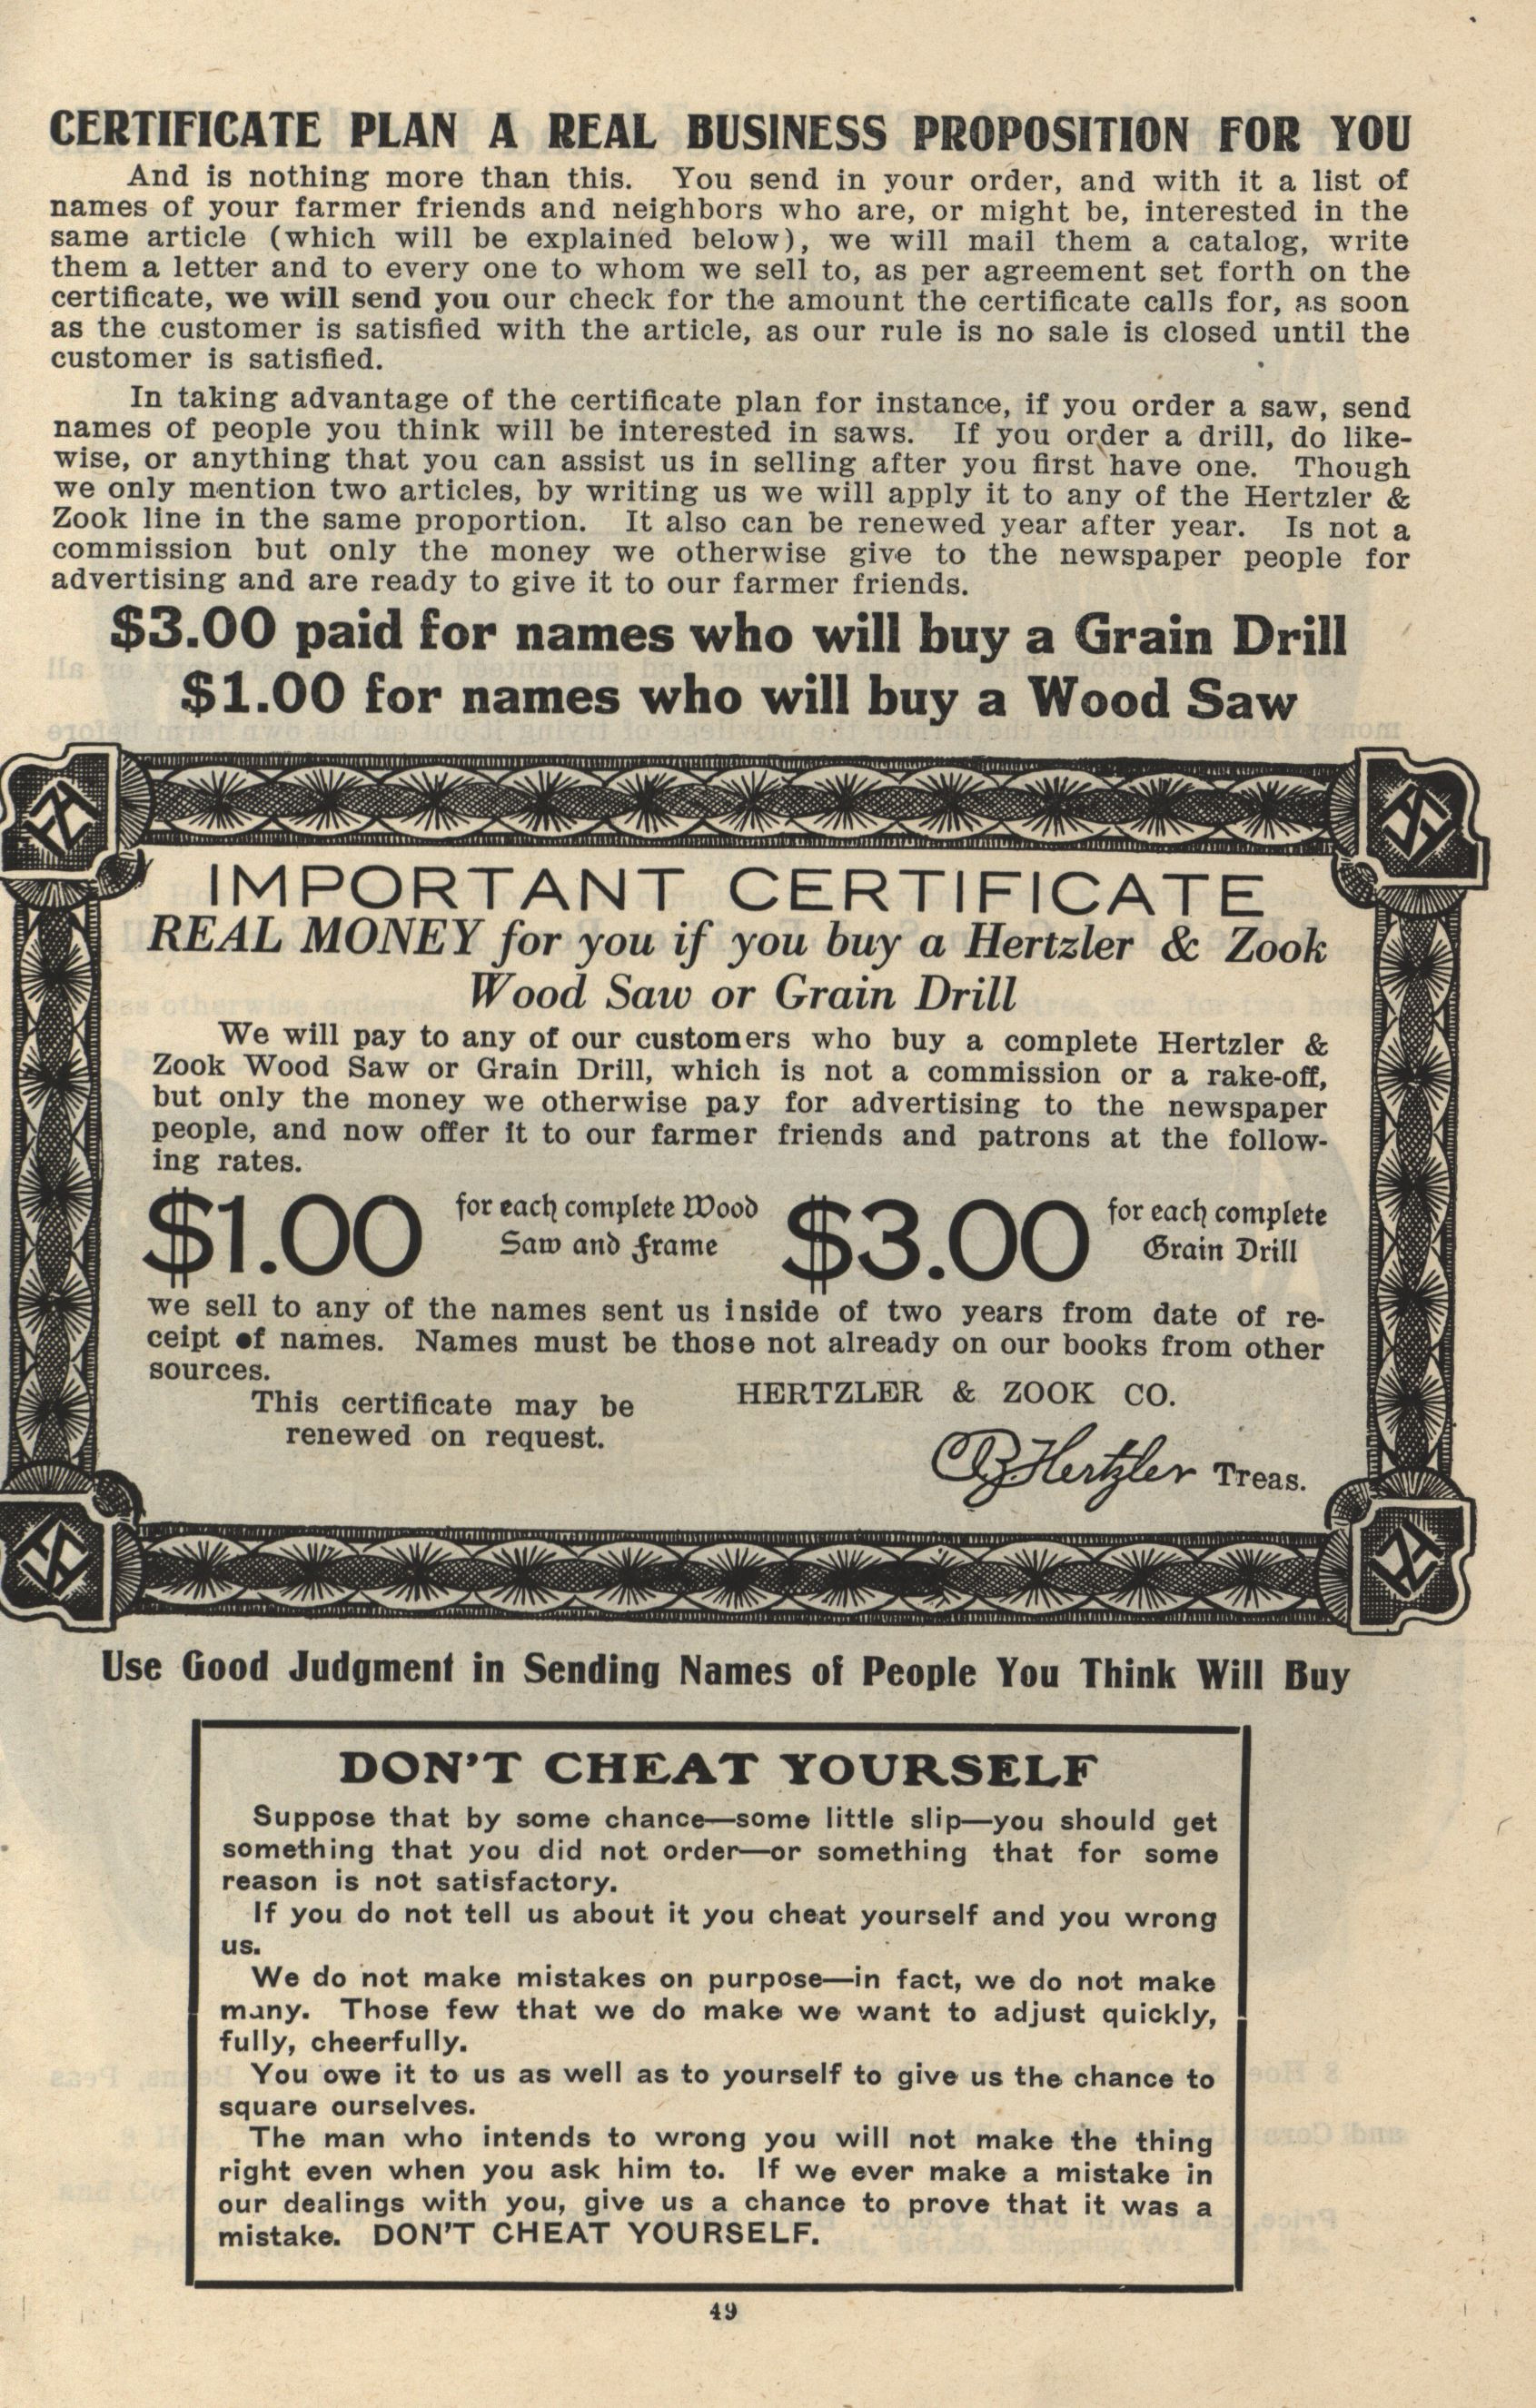 CERTIFICATE PLAN A REAL BUSINESS PROPOSITION FOR YOU
And is nothing more than this. You send in your order, and with it a list of
names of your farmer friends and neighbors who are, or might be, interested in the
same article (which will be explained below), we will mail them a catalog, write
them a letter and to every one to whom we sell to, as per agreement set forth on the
certificate, we will send you our check for the amount the certificate calls for, as soon
as the customer is satisfied with the article, as our rule is no sale is closed until the
customer is satisfied.
In taking advantage of the certificate plan for instance, if you order a saw, send
names of people you think will be interested in saws. If you order a drill, do like-
wise, or anything that you can assist us in selling after you first have one. Though
we only mention two articles, by writing us we will apply it to any of the Hertzler &
Zook line in the same proportion. It also can be renewed year after year. Is not a
commission but only the money we otherwise give to the newspaper people for
advertising and are ready to give it to our farmer friends.
$3.00 paid for names who will buy a Grain Drill
$1.00 for names who will buy a Wood Saw
IMPORTANT CERTIFICATE
REAL MONEY for you if you buy a Hertzler & Zook
Wood Saw or Grain Drill
We will pay to any of our customers who buy a complete Hertzler &
Zook Wood Saw or Grain Drill, which is not a commission or a rake-off,
but only the money we otherwise pay for advertising to the newspaper
people, and now offer it to our farmer friends and patrons at the follow-
ing rates.
$1.00 for each complete Wood Saw and Frame $3.00 for each complete Grain Drill
we sell to any of the names sent us inside of two years from date of re-
ceipt of names. Names must be those not already on our books from other
sources.
This certificate may be
renewed on request.
HERTZLER & ZOOK CO.
Hertzler Treas.
Use Good Judgment in Sending Names of People You Think Will Buy
DON'T CHEAT YOURSELF
Suppose that by some chance—some little slip—you should get
something that you did not order—or something that for some
reason is not satisfactory.
If you do not tell us about it you cheat yourself and you wrong
us.
We do not make mistakes on purpose—in fact, we do not make
many. Those few that we do make we want to adjust quickly,
fully, cheerfully.
You owe it to us as well as to yourself to give us the chance to
square ourselves.
The man who intends to wrong you will not make the thing
right even when you ask him to. If we ever make a mistake in
our dealings with you, give us a chance to prove that it was a
mistake. DON'T CHEAT YOURSELF.
49